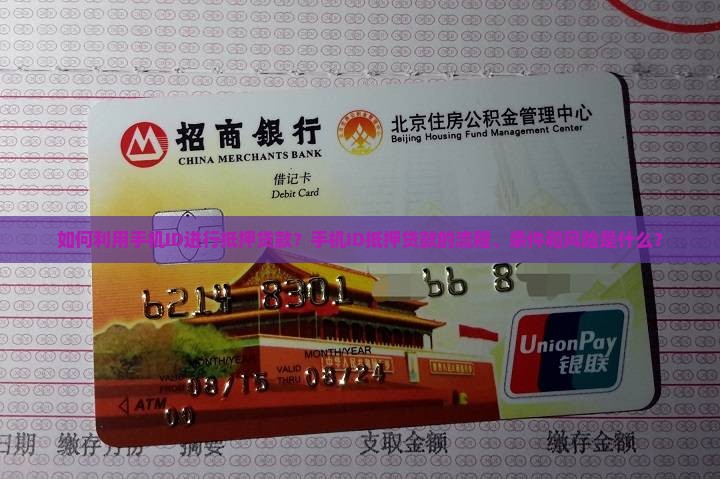 招商銀行
CHINA MERCHANTS BANK
北京住房公积金管理中心
Beijing Housing Fund Management Center
借记卡
Debit Card
如何利用手机ID进行抵押贷款？手机ID抵押贷款的流程、条件和风险是什么？
6214 8301 66 8
UnionPay
银联
MONTH/YEAR MONTH/YEAR
VALID FROM 08/15 VALID THRU 08/24
ATM
00
日期 缴存月份 摘要 支取金额 缴存金额